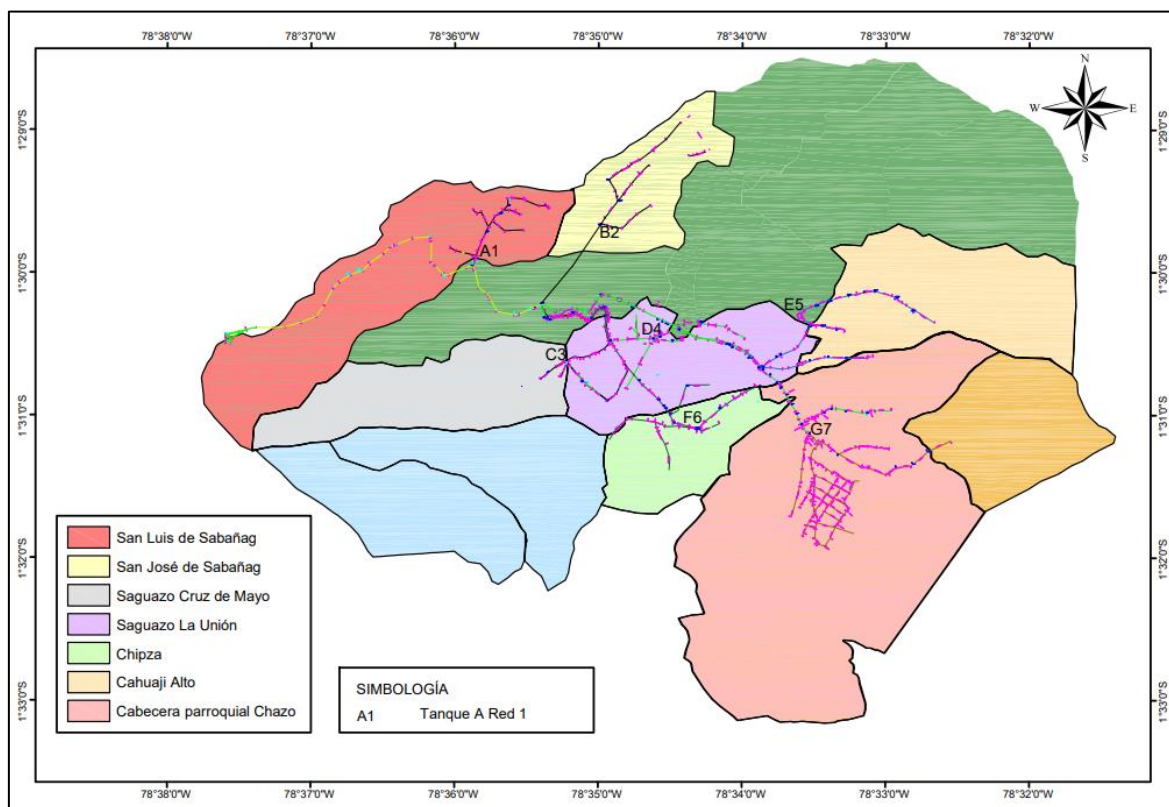 78°38'0"W 78°37'0"W 78°36'0"W 78°35'0"W 78°34'0"W 78°33'0"W 78°32'0"W
N
W E
S
1°29'0"S 1°29'0"S
B2
A1
1°30'0"S 1°30'0"S
E5
D4
C3
1°31'0"S 1°31'0"S
F6
G7
1°32'0"S 1°32'0"S
San Luis de Sabañag
San José de Sabañag
Saguazo Cruz de Mayo
Saguazo La Unión
Chipza
Cahuaji Alto
Cabecera parroquial Chazo
SIMBOLOGÍA
A1 Tanque A Red 1
1°33'0"S 1°33'0"S
78°38'0"W 78°37'0"W 78°36'0"W 78°35'0"W 78°34'0"W 78°33'0"W 78°32'0"W